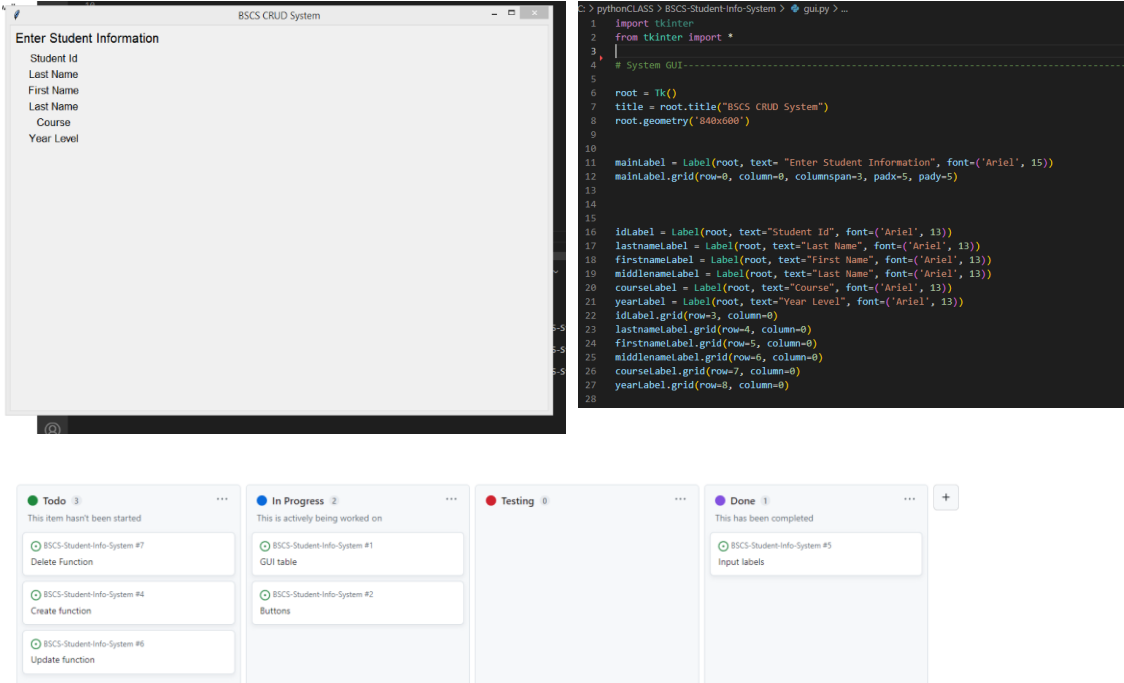 BSCS CRUD System
Enter Student Information
Student Id
Last Name
First Name
Last Name
Course
Year Level
C: > pythonCLASS > BSCS-Student-Info-System > gui.py > ...
1 import tkinter
2 from tkinter import *
3
4 # System GUI------------------------------------------------------------------------
5
6 root = Tk()
7 title = root.title("BSCS CRUD System")
8 root.geometry('840x600')
9
10
11 mainLabel = Label(root, text= "Enter Student Information", font=('Ariel', 15))
12 mainLabel.grid(row=0, column=0, columnspan=3, padx=5, pady=5)
13
14
15
16 idLabel = Label(root, text="Student Id", font=('Ariel', 13))
17 lastnameLabel = Label(root, text="Last Name", font=('Ariel', 13))
18 firstnameLabel = Label(root, text="First Name", font=('Ariel', 13))
19 middlenameLabel = Label(root, text="Last Name", font=('Ariel', 13))
20 courseLabel = Label(root, text="Course", font=('Ariel', 13))
21 yearLabel = Label(root, text="Year Level", font=('Ariel', 13))
22 idLabel.grid(row=3, column=0)
23 lastnameLabel.grid(row=4, column=0)
24 firstnameLabel.grid(row=5, column=0)
25 middlenameLabel.grid(row=6, column=0)
26 courseLabel.grid(row=7, column=0)
27 yearLabel.grid(row=8, column=0)
28
Todo 3
This item hasn't been started
BSCS-Student-Info-System #7
Delete Function
BSCS-Student-Info-System #4
Create function
BSCS-Student-Info-System #6
Update function
In Progress 2
This is actively being worked on
BSCS-Student-Info-System #1
GUI table
BSCS-Student-Info-System #2
Buttons
Testing 0
Done 1
This has been completed
BSCS-Student-Info-System #5
Input labels
+